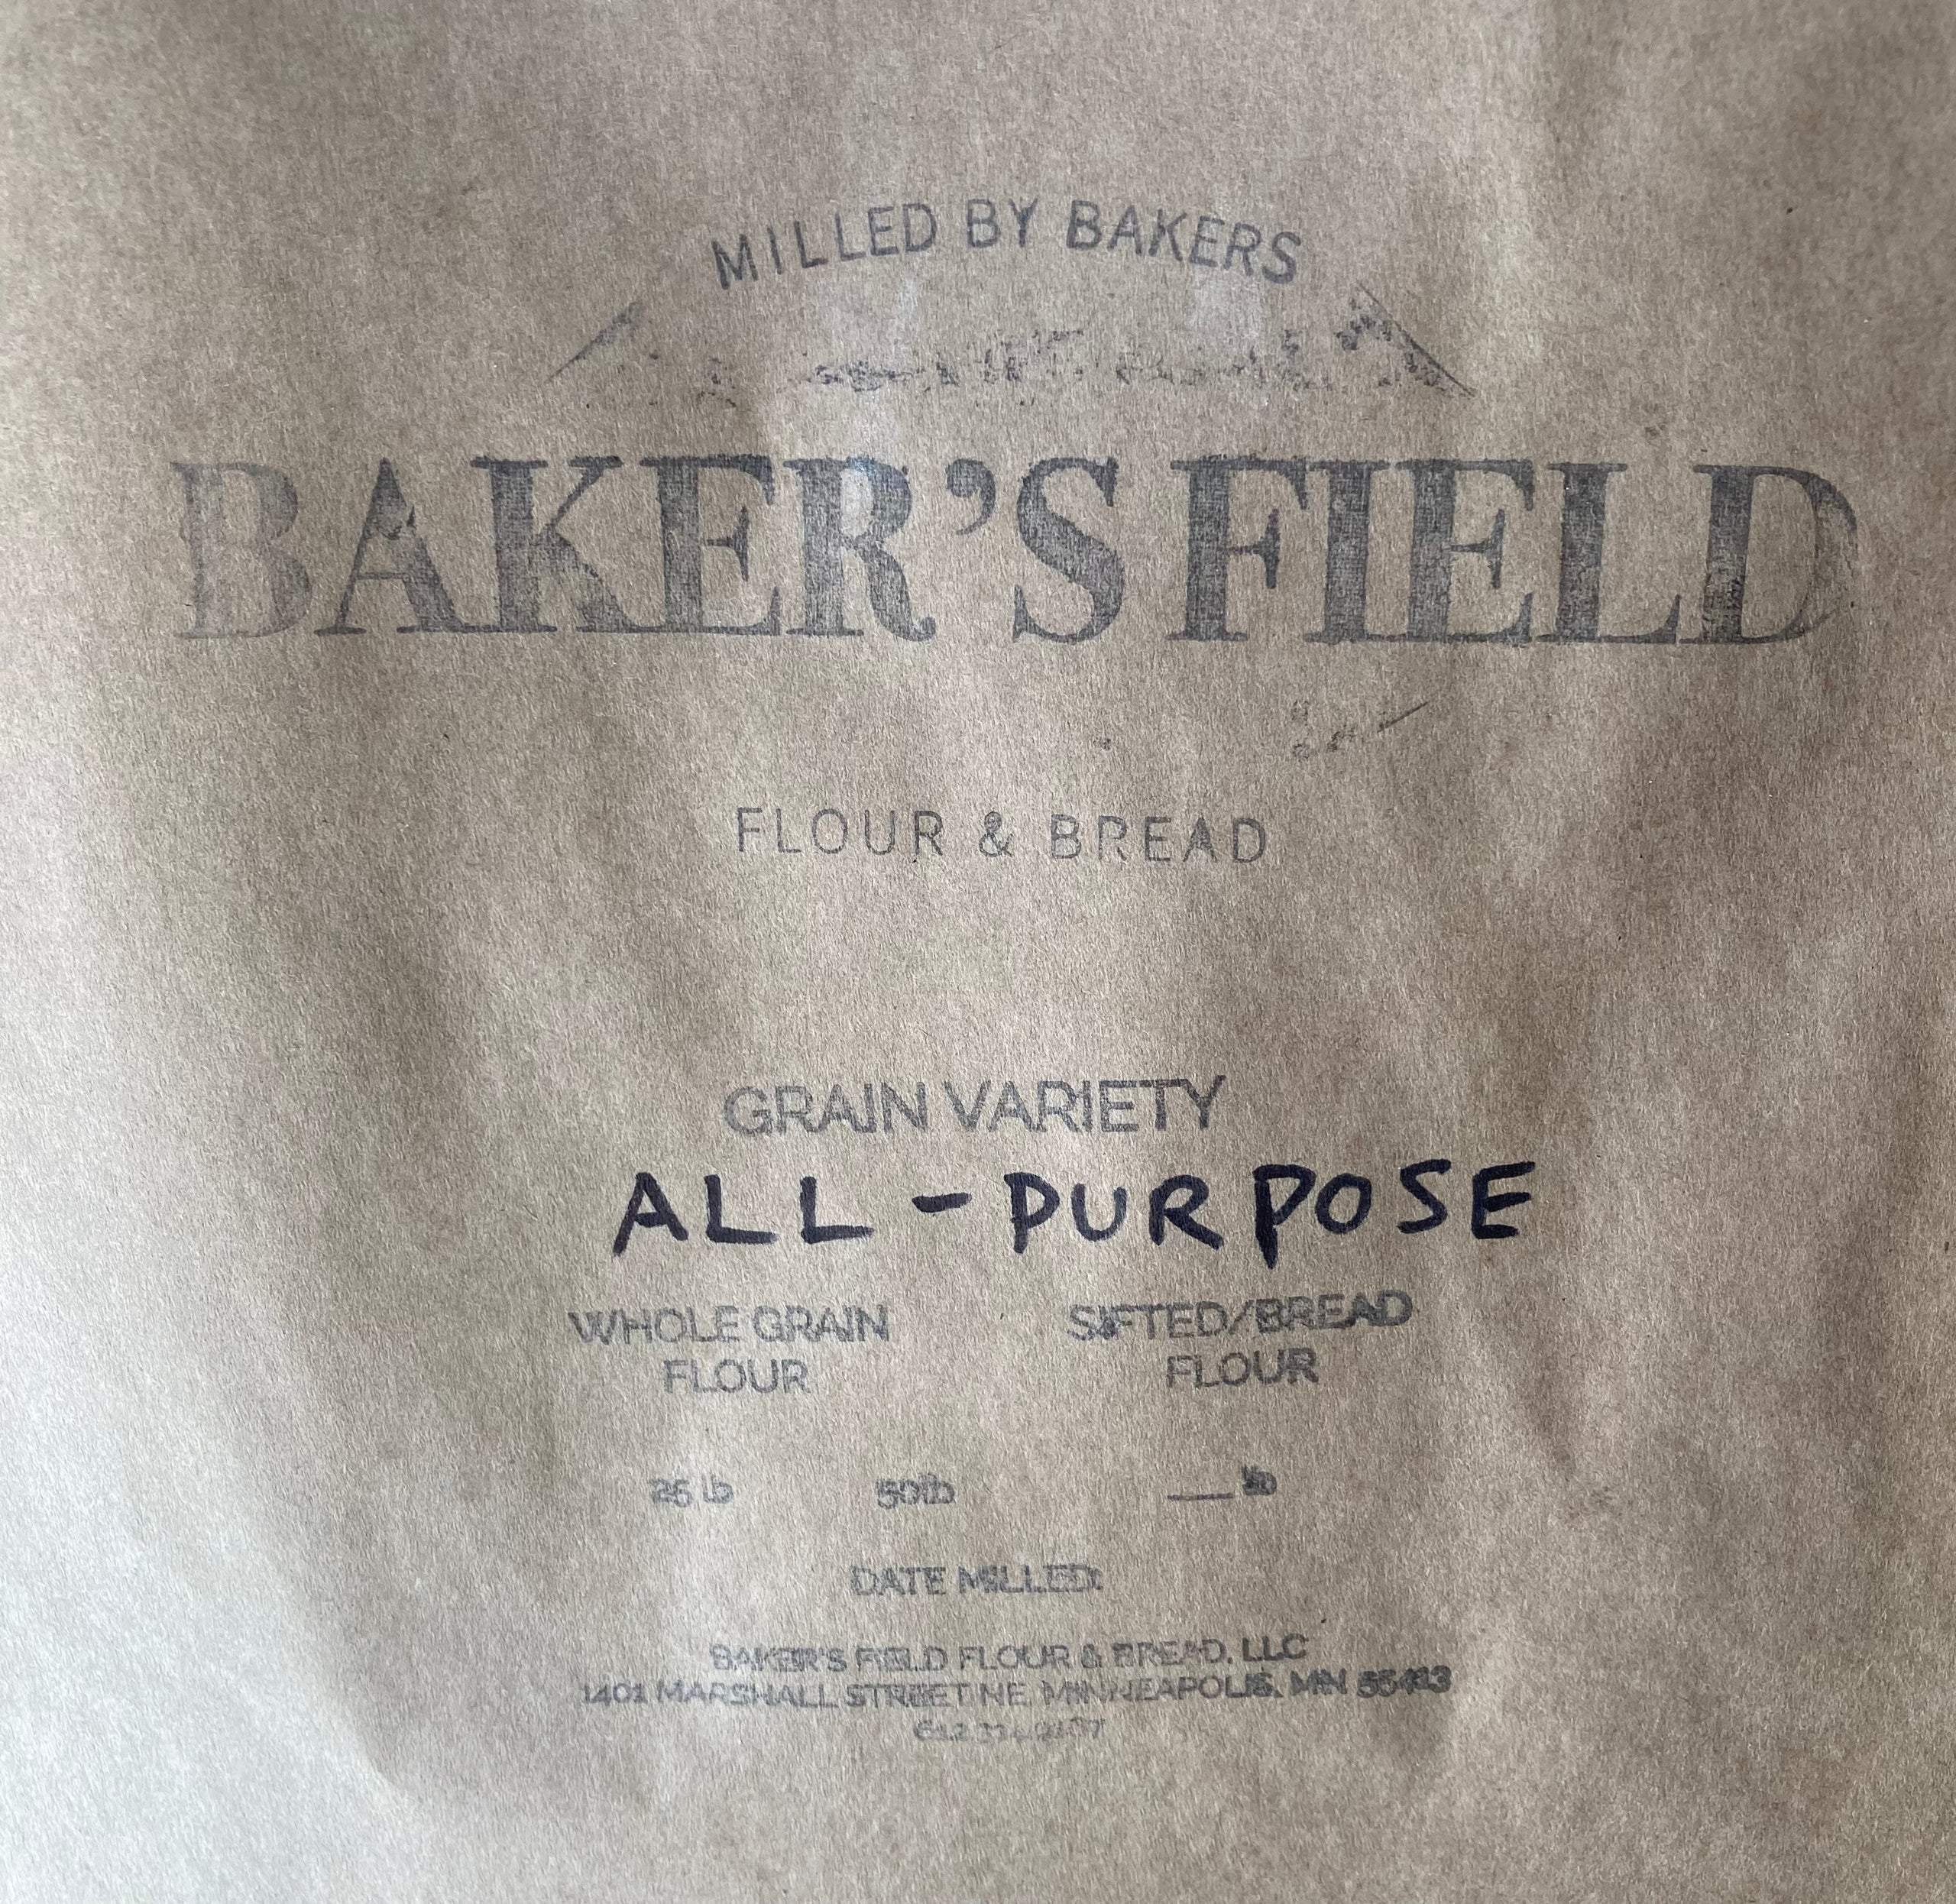 MILLED BY BAKERS
BAKER'S FIELD
FLOUR & BREAD
GRAIN VARIETY
ALL-PURPOSE
WHOLE GRAIN SIFTED/BREAD
FLOUR FLOUR
25 lb 50lb ___ lb
DATE MILLED:
BAKER'S FIELD FLOUR & BREAD, LLC
1401 MARSHALL STREET NE, MINNEAPOLIS, MN 55413